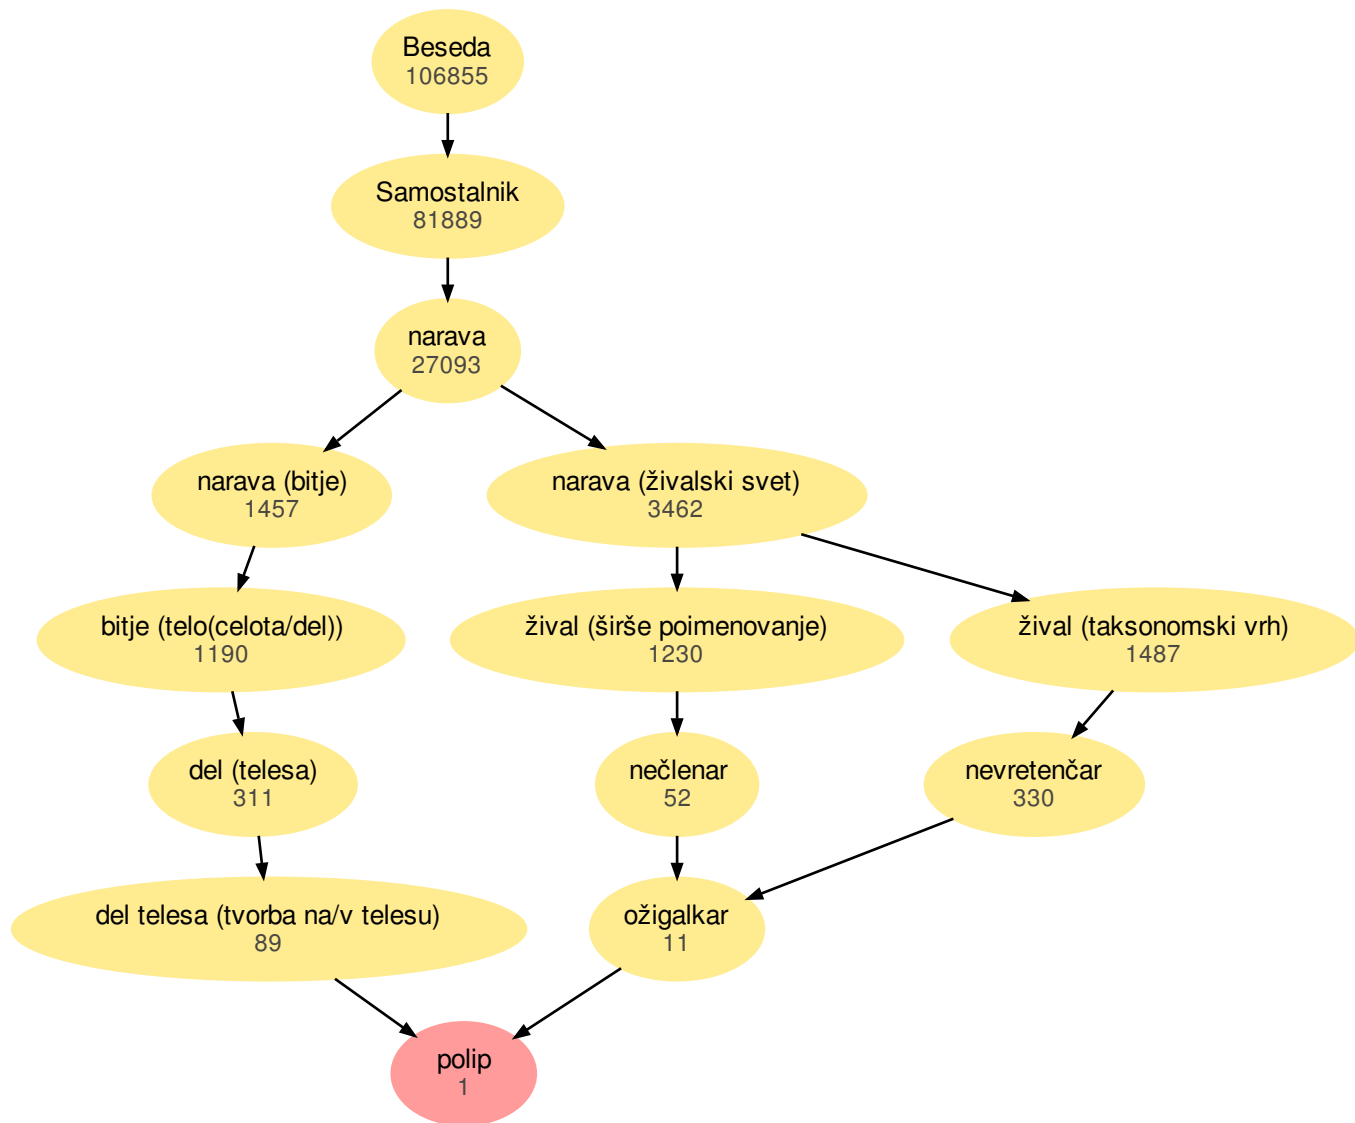 Beseda
106855
Samostalnik
81889
narava
27093
narava (bitje)
1457
narava (živalski svet)
3462
bitje (telo(celota/del))
1190
žival (širše poimenovanje)
1230
žival (taksonomski vrh)
1487
del (telesa)
311
nečlenar
52
nevretenčar
330
del telesa (tvorba na/v telesu)
89
ožigalkar
11
polip
1